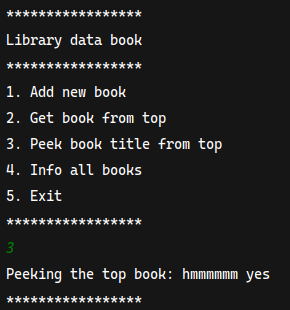 *****************
Library data book
*****************
1. Add new book
2. Get book from top
3. Peek book title from top
4. Info all books
5. Exit
*****************
3
Peeking the top book: hmmmmmm yes
*****************